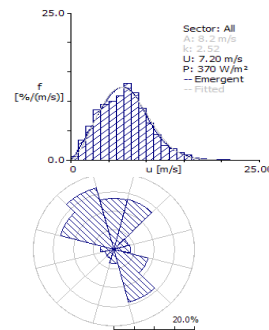 25.0
Sector: All
A: 8.2 m/s
k: 2.52
U: 7.20 m/s
P: 370 W/m²
-- Emergent
-- Fitted
f
[%/(m/s)]
0.0
0
u [m/s]
25.00
20.0%